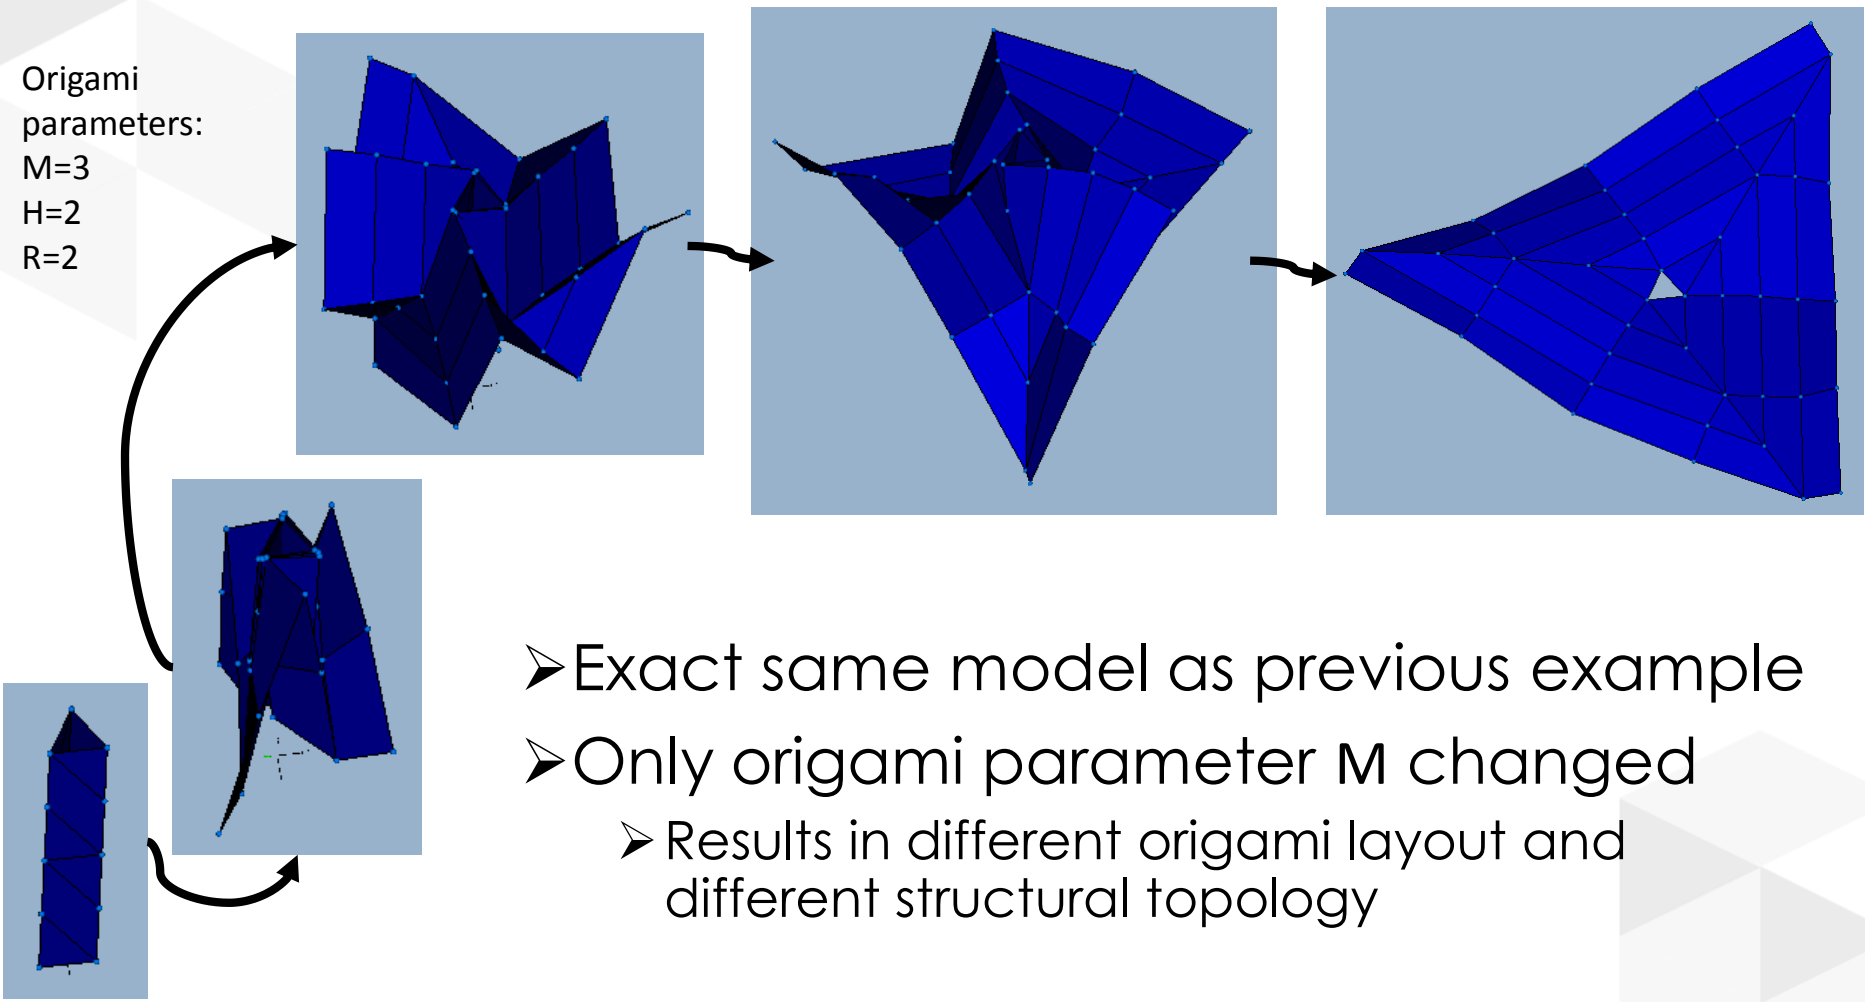 Origami
parameters:
M=3
H=2
R=2
➢Exact same model as previous example
➢Only origami parameter M changed
➢Results in different origami layout and
different structural topology